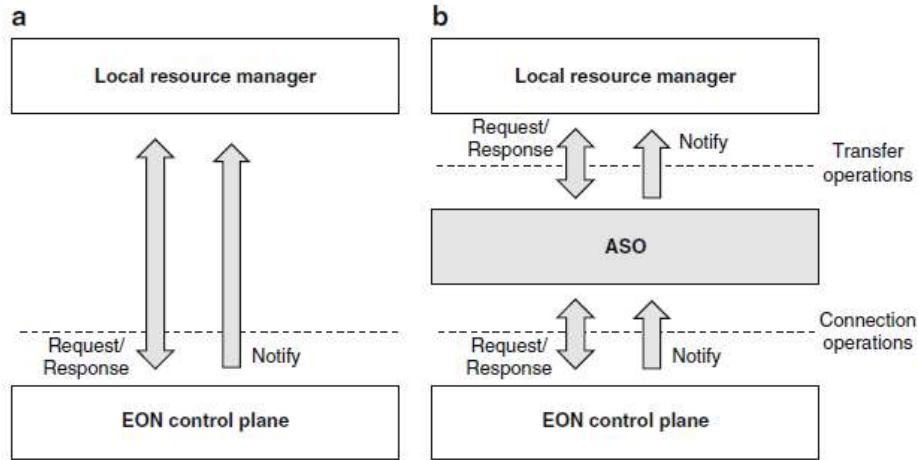 a
Local resource manager
Request/
Response
Notify
EON control plane
b
Local resource manager
Request/
Response
Notify
Transfer
operations
ASO
Connection
operations
Request/
Response
Notify
EON control plane